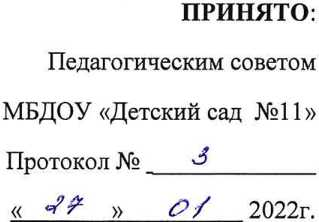 ПРИНЯТО:
Педагогическим советом
МБДОУ «Детский сад №11»
Протокол № 3
« 27 » 01 2022г.